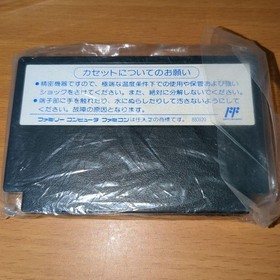 カセットについてのお願い
●精密機器ですので、極端な温度条件下での使用や保管および強い
ショックをさけてください。また、絶対に分解しないでください。
●端子部に手を触れたり、水にぬらしたりして汚さないようにして
ください。故障の原因となります。
ファミリーコンピュータ ファミコンは任天堂の商標です。
FF